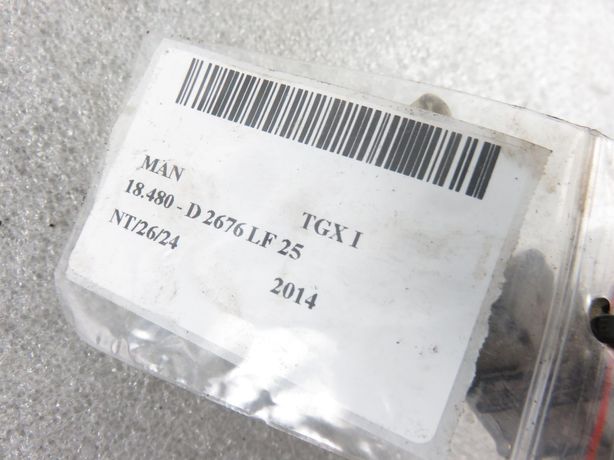 MAN TGX I
18.480 - D 2676 LF 25
NT/26/24 2014